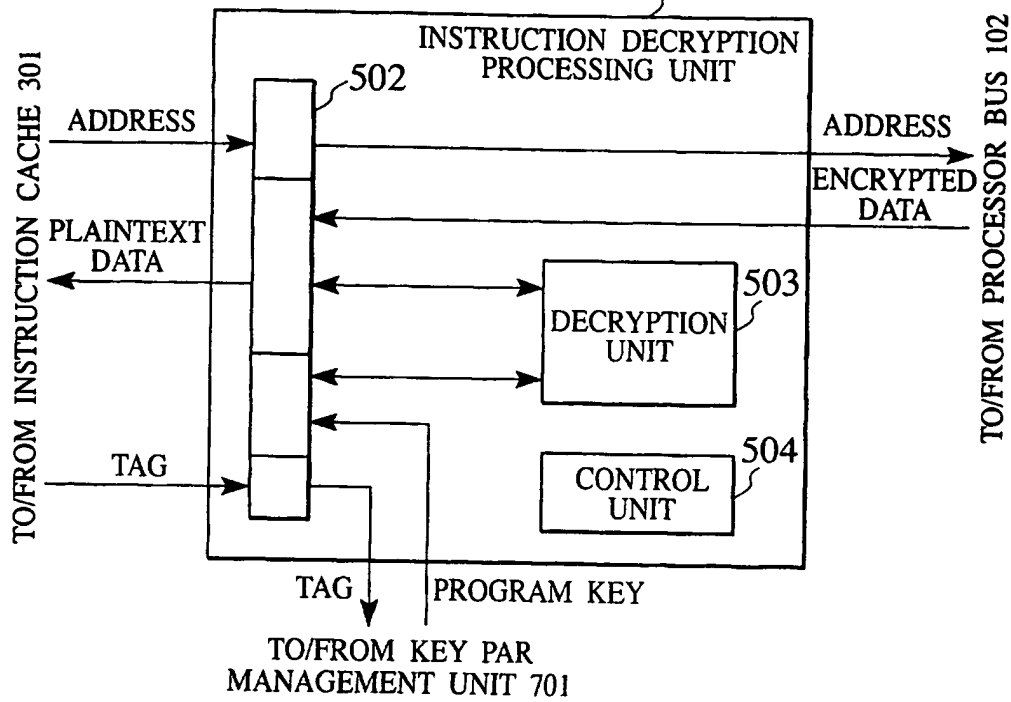 INSTRUCTION DECRYPTION
PROCESSING UNIT
502
TO/FROM INSTRUCTION CACHE 301
ADDRESS
PLAINTEXT
DATA
TAG
ADDRESS
ENCRYPTED
DATA
TO/FROM PROCESSOR BUS 102
503
DECRYPTION
UNIT
504
CONTROL
UNIT
TAG
PROGRAM KEY
TO/FROM KEY PAR
MANAGEMENT UNIT 701